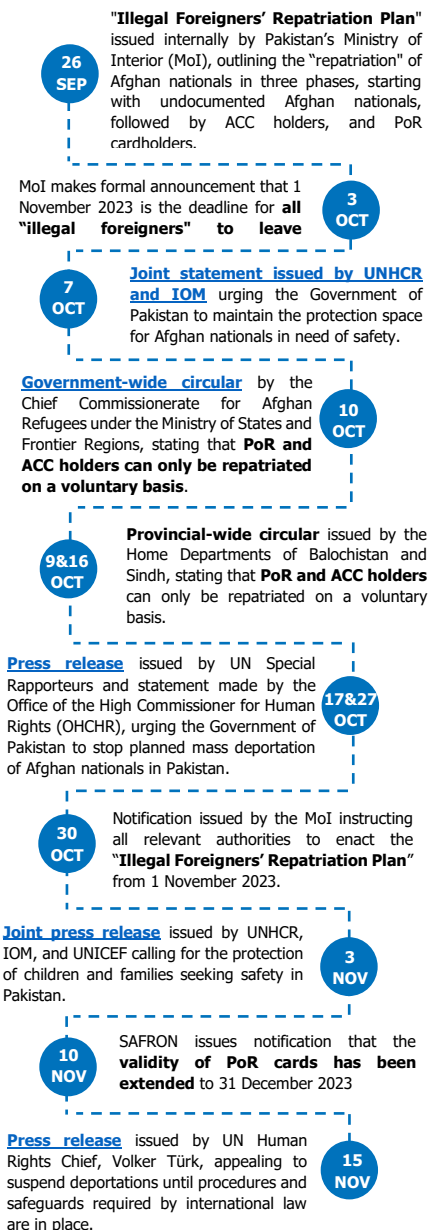 "Illegal Foreigners’ Repatriation Plan"
issued internally by Pakistan’s Ministry of
Interior (MoI), outlining the “repatriation" of
Afghan nationals in three phases, starting
with undocumented Afghan nationals,
followed by ACC holders, and PoR
cardholders.
26
SEP
MoI makes formal announcement that 1
November 2023 is the deadline for all
“illegal foreigners" to leave
3
OCT
7
OCT
Joint statement issued by UNHCR
and IOM urging the Government of
Pakistan to maintain the protection space
for Afghan nationals in need of safety.
Government-wide circular by the
Chief Commissionerate for Afghan
Refugees under the Ministry of States and
Frontier Regions, stating that PoR and
ACC holders can only be repatriated
on a voluntary basis.
10
OCT
9&16
OCT
Provincial-wide circular issued by the
Home Departments of Balochistan and
Sindh, stating that PoR and ACC holders
can only be repatriated on a voluntary
basis.
Press release issued by UN Special
Rapporteurs and statement made by the
Office of the High Commissioner for Human
Rights (OHCHR), urging the Government of
Pakistan to stop planned mass deportation
of Afghan nationals in Pakistan.
17&27
OCT
30
OCT
Notification issued by the MoI instructing
all relevant authorities to enact the
“Illegal Foreigners’ Repatriation Plan”
from 1 November 2023.
Joint press release issued by UNHCR,
IOM, and UNICEF calling for the protection
of children and families seeking safety in
Pakistan.
3
NOV
10
NOV
SAFRON issues notification that the
validity of PoR cards has been
extended to 31 December 2023
Press release issued by UN Human
Rights Chief, Volker Türk, appealing to
suspend deportations until procedures and
safeguards required by international law
are in place.
15
NOV